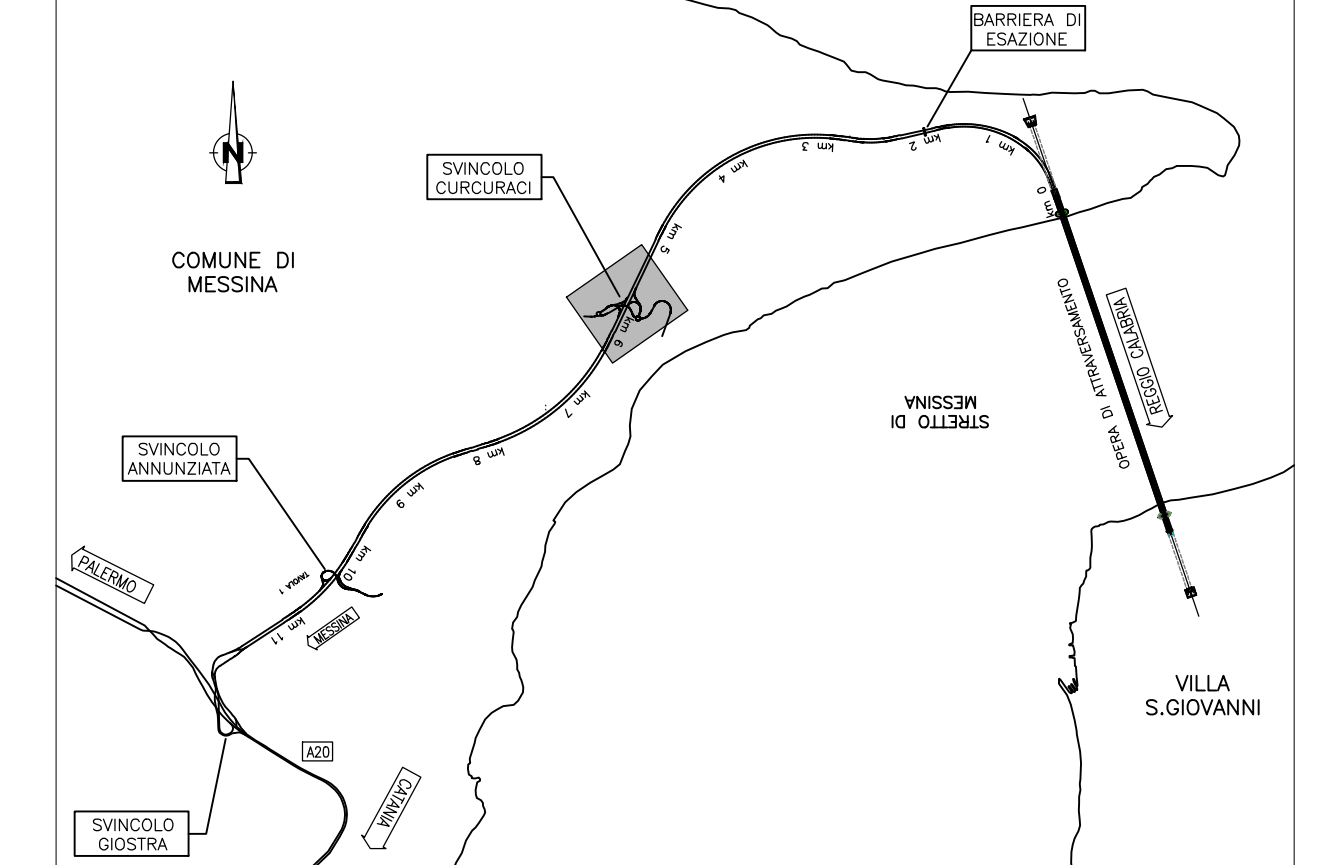 BARRIERA DI
ESAZIONE
N
SVINCOLO
CURCURACI
COMUNE DI
MESSINA
km 0
km 1
km 2
km 3
km 4
km 5
km 6
km 7
km 8
km 9
km 10
km 11
OPERA DI ATTRAVERSAMENTO
REGGIO CALABRIA
STRETTO DI
MESSINA
SVINCOLO
ANNUNZIATA
PALERMO
TAVOLA 1
MESSINA
VILLA
S.GIOVANNI
A20
CATANIA
SVINCOLO
GIOSTRA